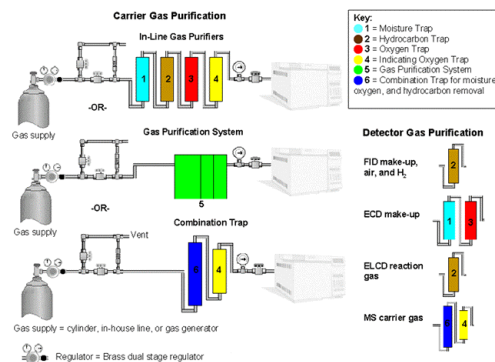 Carrier Gas Purification
In-Line Gas Purifiers
1
2
3
4
-OR-
Gas supply
Key:
1 = Moisture Trap
2 = Hydrocarbon Trap
3 = Oxygen Trap
4 = Indicating Oxygen Trap
5 = Gas Purification System
6 = Combination Trap for moisture,
oxygen, and hydrocarbon removal
Gas Purification System
5
-OR-
Gas supply
Combination Trap
Vent
6
4
Gas supply = cylinder, in-house line, or gas generator
Regulator = Brass dual stage regulator
Detector Gas Purification
FID make-up,
air, and H2
2
ECD make-up
1
3
ELCD reaction
gas
2
MS carrier gas
6
4